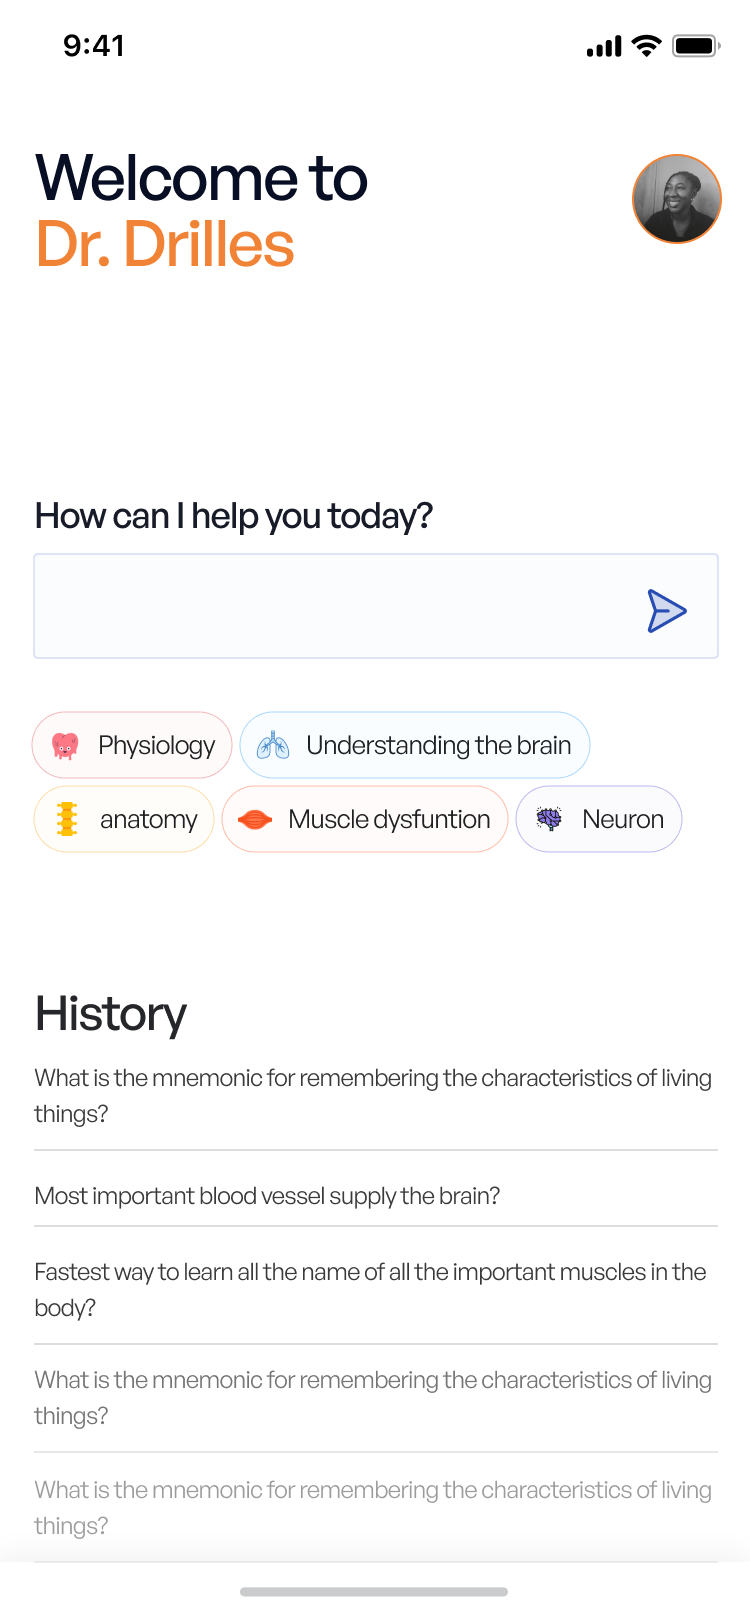 9:41
Welcome to
Dr. Drilles
How can I help you today?
Physiology
Understanding the brain
anatomy
Muscle dysfuntion
Neuron
History
What is the mnemonic for remembering the characteristics of living
things?
Most important blood vessel supply the brain?
Fastest way to learn all the name of all the important muscles in the
body?
What is the mnemonic for remembering the characteristics of living
things?
What is the mnemonic for remembering the characteristics of living
things?